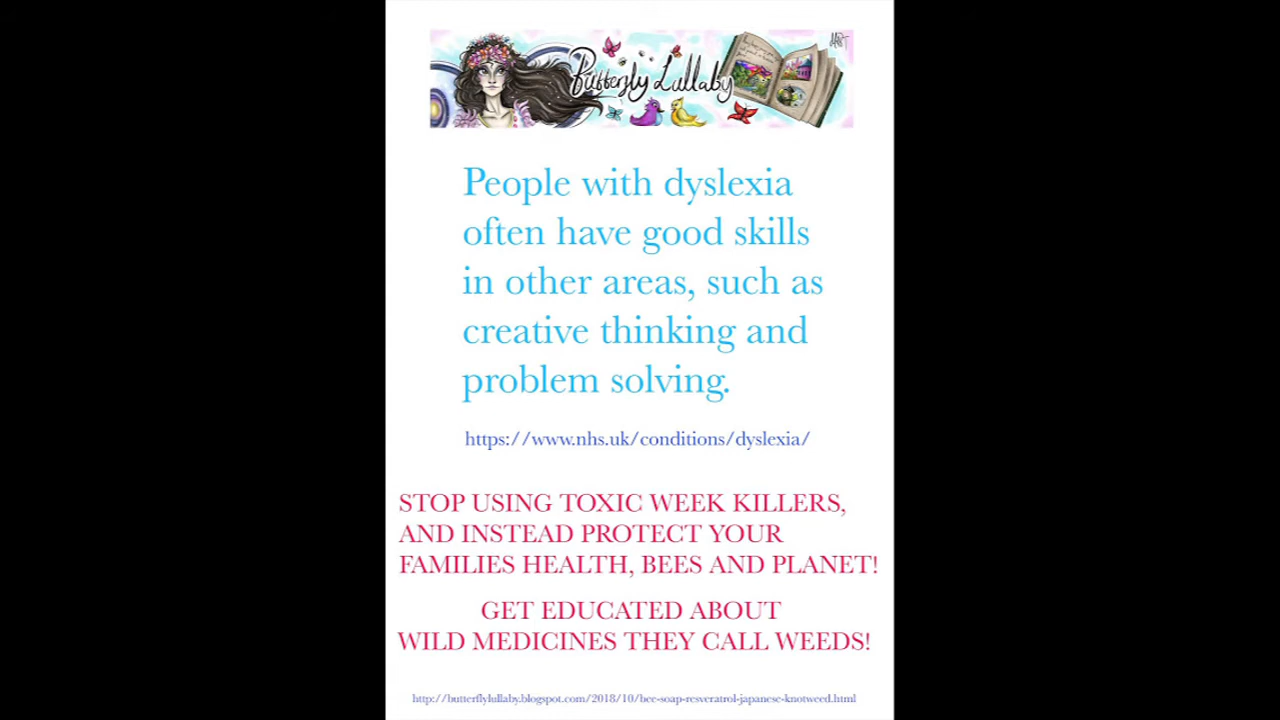 Butterfly Lullaby
People with dyslexia
often have good skills
in other areas, such as
creative thinking and
problem solving.
https://www.nhs.uk/conditions/dyslexia/
STOP USING TOXIC WEEK KILLERS,
AND INSTEAD PROTECT YOUR
FAMILIES HEALTH, BEES AND PLANET!
GET EDUCATED ABOUT
WILD MEDICINES THEY CALL WEEDS!
http://butterflylullaby.blogspot.com/2018/10/bee-soap-resveratrol-japanese-knotweed.html